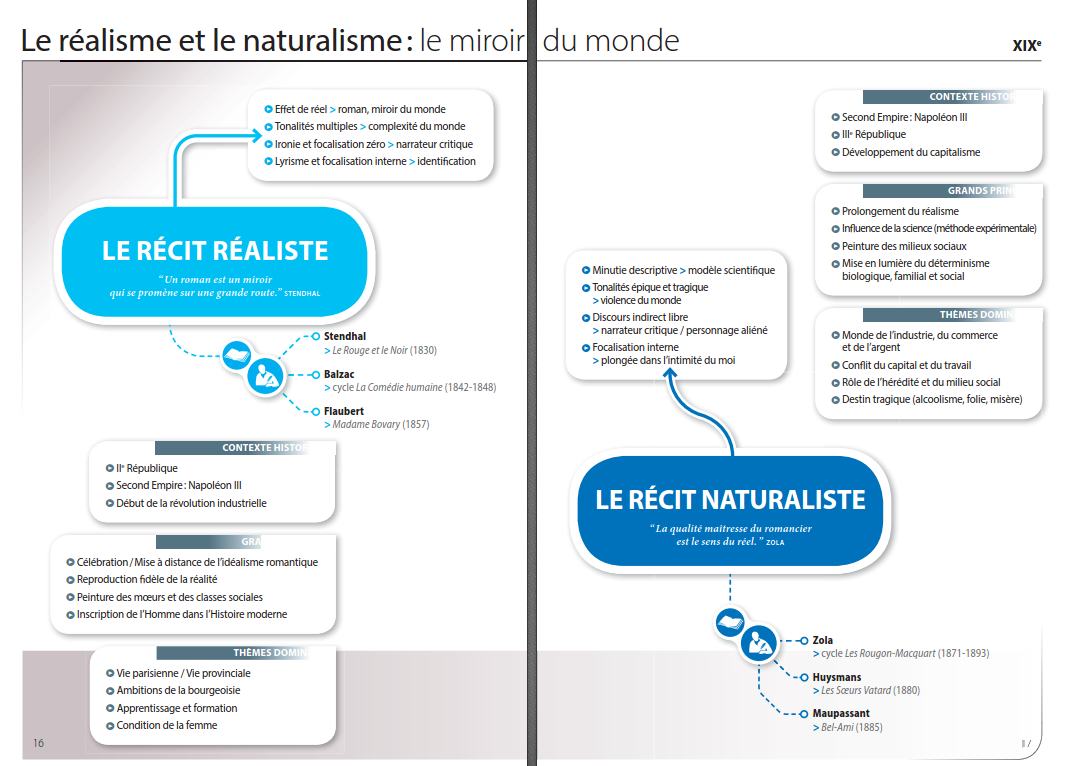 Le réalisme et le naturalisme : le miroir du monde
XIXe
Effet de réel > roman, miroir du monde
Tonalités multiples > complexité du monde
Ironie et focalisation zéro > narrateur critique
Lyrisme et focalisation interne > identification
LE RÉCIT RÉALISTE
“Un roman est un miroir
qui se promène sur une grande route.” STENDHAL
Stendhal
> Le Rouge et le Noir (1830)
Balzac
> cycle La Comédie humaine (1842-1848)
Flaubert
> Madame Bovary (1857)
CONTEXTE HISTOR
IIe République
Second Empire : Napoléon III
Début de la révolution industrielle
GRA
Célébration / Mise à distance de l’idéalisme romantique
Reproduction fidèle de la réalité
Peinture des mœurs et des classes sociales
Inscription de l’Homme dans l’Histoire moderne
THÈMES DOMIN
Vie parisienne / Vie provinciale
Ambitions de la bourgeoisie
Apprentissage et formation
Condition de la femme
16
CONTEXTE HISTOR
Second Empire : Napoléon III
IIIe République
Développement du capitalisme
GRANDS PRIN
Prolongement du réalisme
Influence de la science (méthode expérimentale)
Peinture des milieux sociaux
Mise en lumière du déterminisme
biologique, familial et social
THÈMES DOMIN
Monde de l’industrie, du commerce
et de l’argent
Conflit du capital et du travail
Rôle de l’hérédité et du milieu social
Destin tragique (alcoolisme, folie, misère)
Minutie descriptive > modèle scientifique
Tonalités épique et tragique
> violence du monde
Discours indirect libre
> narrateur critique / personnage aliéné
Focalisation interne
> plongée dans l’intimité du moi
LE RÉCIT NATURALISTE
“La qualité maîtresse du romancier
est le sens du réel.” ZOLA
Zola
> cycle Les Rougon-Macquart (1871-1893)
Huysmans
> Les Sœurs Vatard (1880)
Maupassant
> Bel-Ami (1885)